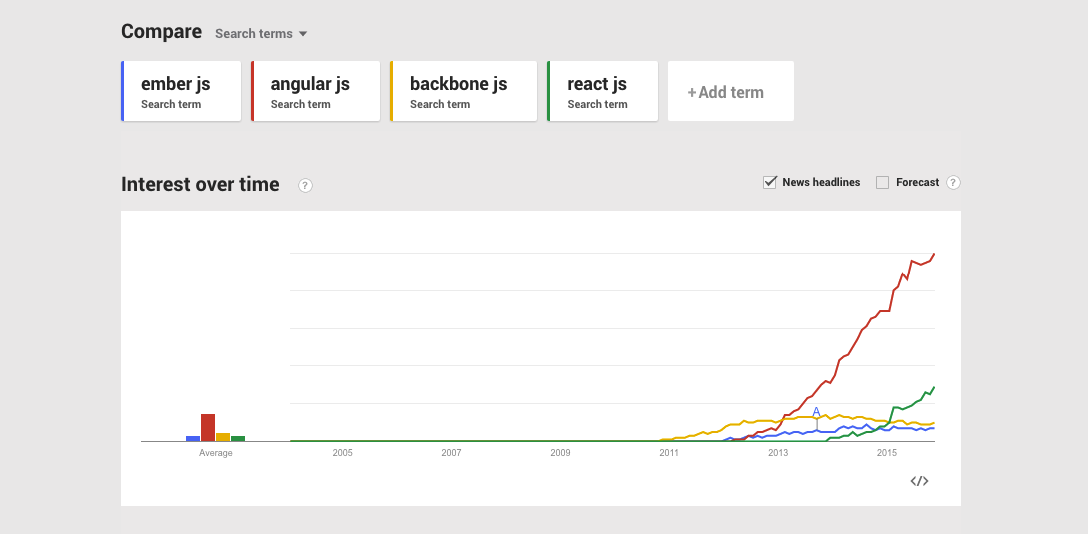 Compare Search terms
ember js angular js backbone js react js +Add term
Search term Search term Search term Search term
Interest over time ? News headlines Forecast ?
A
Average 2005 2007 2009 2011 2013 2015
</>